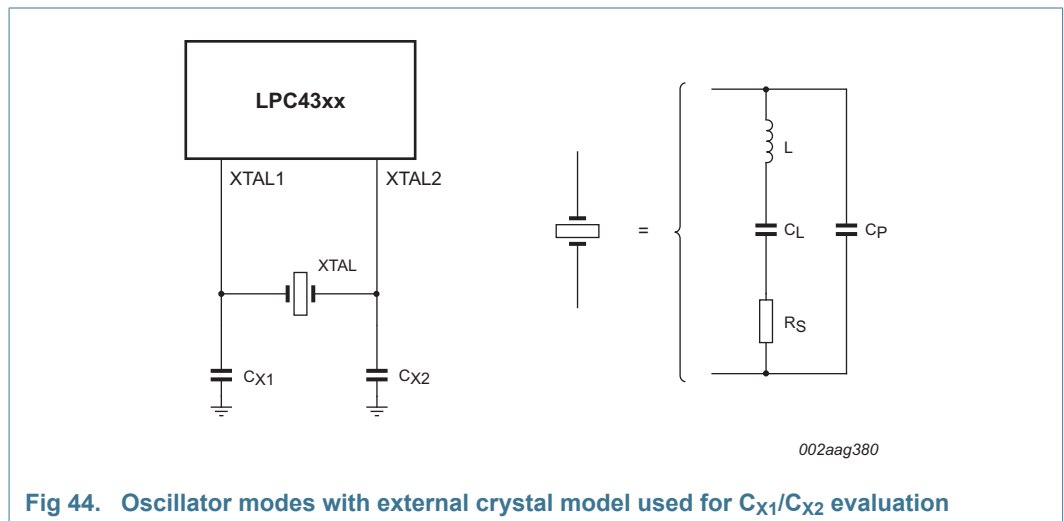 LPC43xx
XTAL1
XTAL2
XTAL
CX1
CX2
=
L
CL
CP
RS
002aag380
Fig 44. Oscillator modes with external crystal model used for CX1/CX2 evaluation